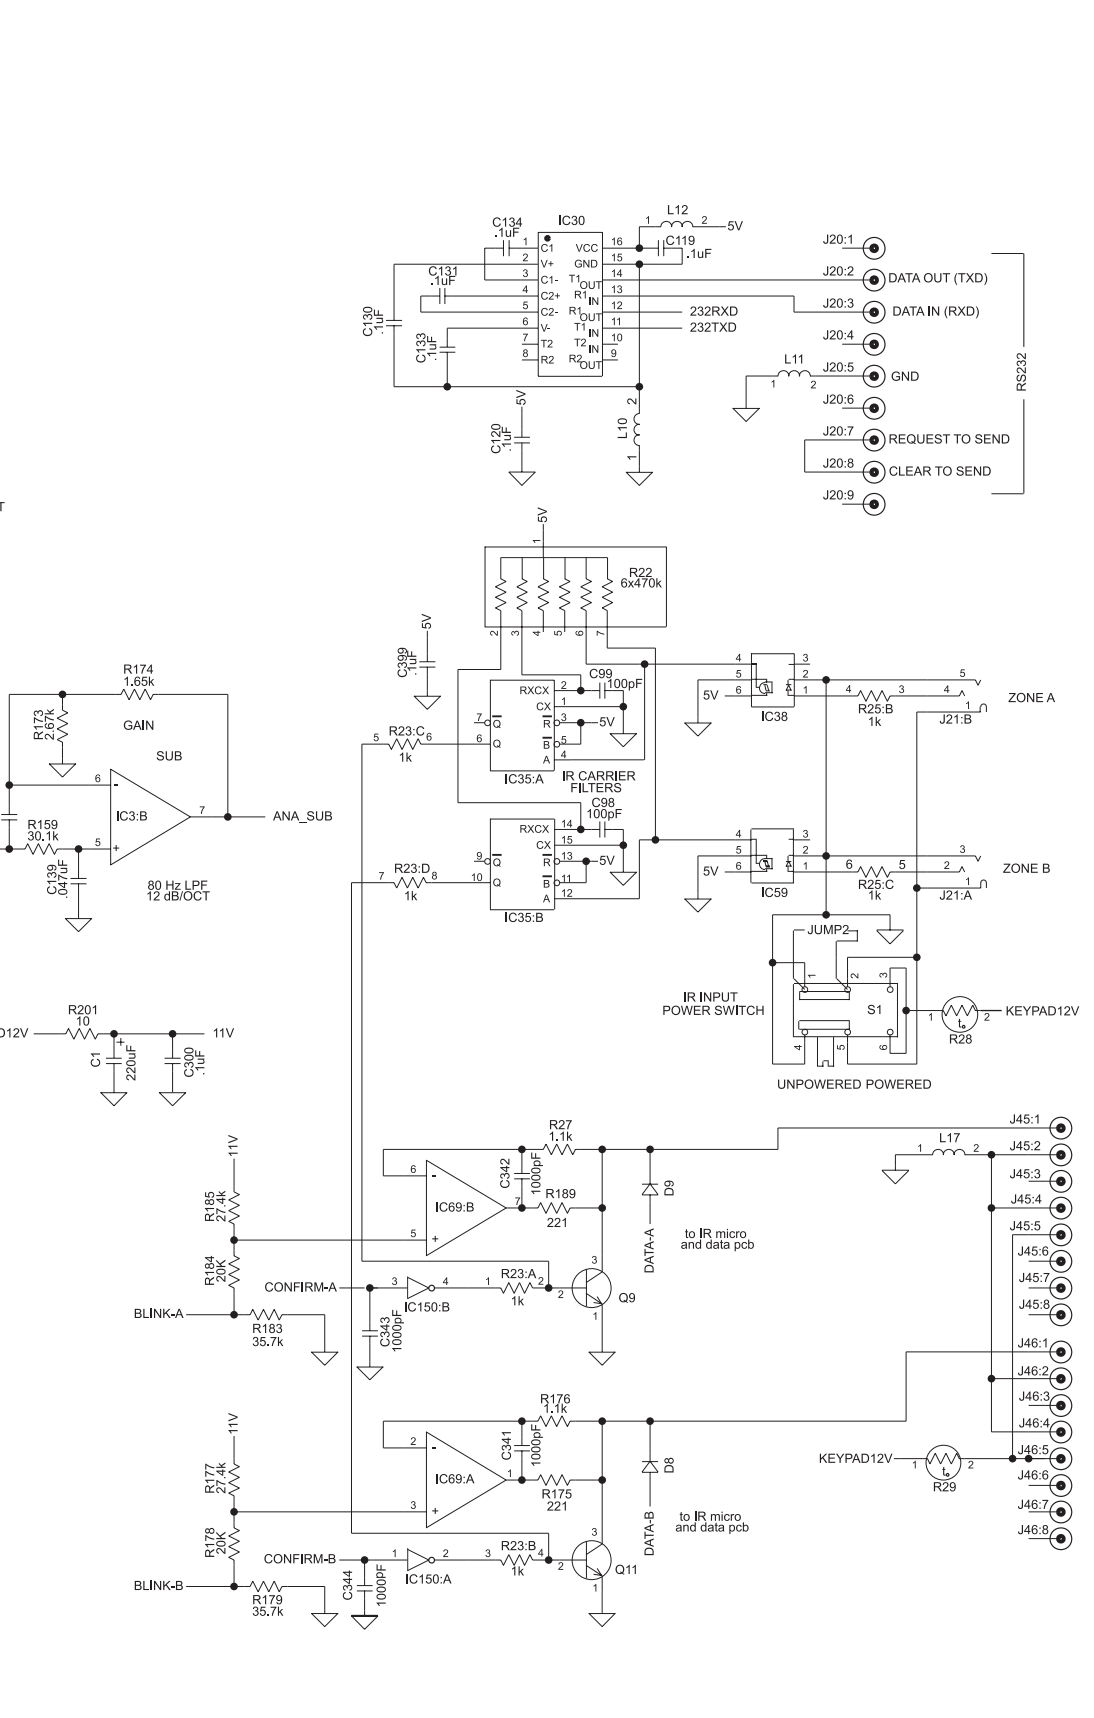 L12
1 2 5V
C134
.1uF
IC30
C119
.1uF
1 C1 VCC 16
2 V+ GND 15
3 C1- T1 OUT 14
4 C2+ R1 IN 13
5 C2- R1 OUT 12
6 V- T1 IN 11
7 T2 T2 IN 10
8 R2 R2 OUT 9
C131
.1uF
C130
.1uF
C133
.1uF
232RXD
232TXD
5V
C120
.1uF
2
L10
1
L11
1 2
J20:1
J20:2 DATA OUT (TXD)
J20:3 DATA IN (RXD)
J20:4
J20:5 GND
J20:6
J20:7 REQUEST TO SEND
J20:8 CLEAR TO SEND
J20:9
RS232
T
5V
1
R22
6x470k
2 3 4 5 6 7
5V
C399
.1uF
C99
100pF
RXCX 2
CX 1
7 Q R 3 5V
6 Q B 5
A 4
IC35:A
5 R23:C 6
1k
IR CARRIER
FILTERS
C98
100pF
RXCX 14
CX 15
9 Q R 13 5V
10 Q B 11
A 12
IC35:B
7 R23:D 8
1k
4 3
5 2
5V 6 1
IC38
4 3
R25:B
1k
5
4
1
J21:B
ZONE A
4 3
5 2
5V 6 1
IC59
6 5
R25:C
1k
3
2
1
J21:A
ZONE B
JUMP2
IR INPUT
POWER SWITCH
1 2 3
S1
4 5 6
UNPOWERED POWERED
1 2
R28
KEYPAD12V
R174
1.65k
R173
2.67k
GAIN
SUB
6 -
IC3:B
7 ANA_SUB
5 +
R159
30.1k
C139
.047uF
80 Hz LPF
12 dB/OCT
D12V
R201
10
11V
+
C1
220uF
C300
.1uF
11V
R185
27.4k
R184
20K
BLINK-A
R183
35.7k
6 -
IC69:B
7
5 +
R27
1.1k
C342
1000pF
R189
221
D9
DATA-A
to IR micro
and data pcb
CONFIRM-A
3 4
IC150:B
C343
1000pF
1 R23:A 2
1k
3
2
1
Q9
11V
R177
27.4k
R178
20K
BLINK-B
R179
35.7k
2 -
IC69:A
1
3 +
R176
1.1k
C341
1000pF
R175
221
D8
DATA-B
to IR micro
and data pcb
CONFIRM-B
1 2
IC150:A
C344
1000PF
3 R23:B 4
1k
3
2
1
Q11
L17
1 2
J45:1
J45:2
J45:3
J45:4
J45:5
J45:6
J45:7
J45:8
J46:1
J46:2
J46:3
J46:4
J46:5
J46:6
J46:7
J46:8
KEYPAD12V
1 2
R29